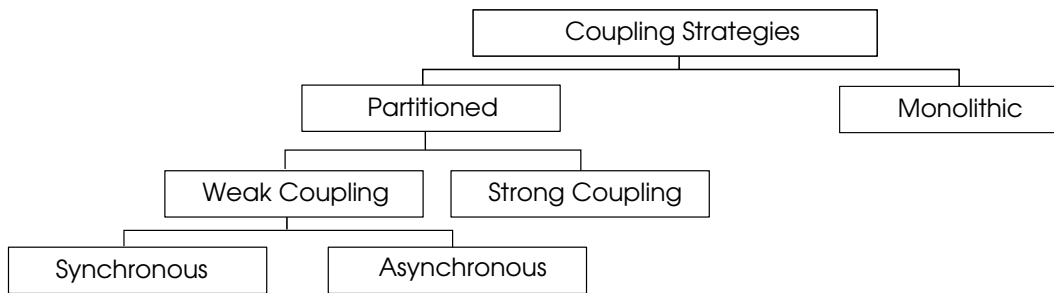 Coupling Strategies
Partitioned
Monolithic
Weak Coupling
Strong Coupling
Synchronous
Asynchronous